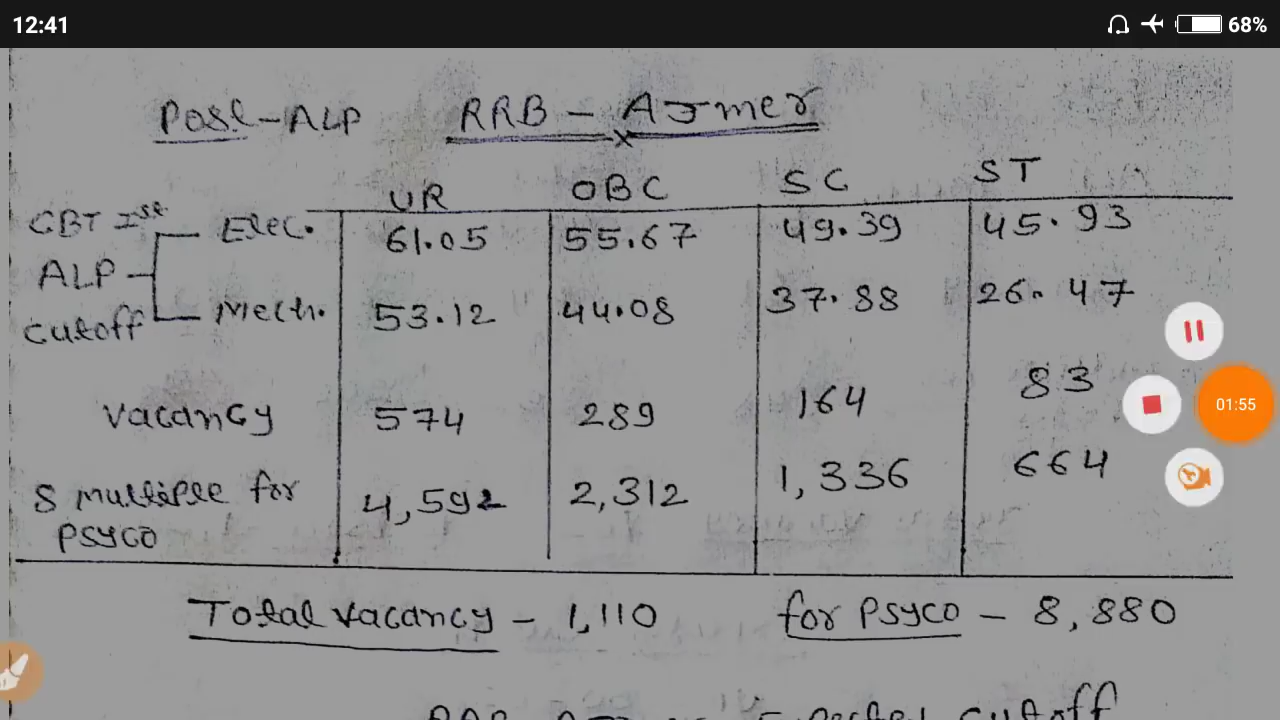 12:41 68%
Post-ALP RRB - AJmer
UR OBC SC ST
CBT Ist Elec. 61.05 55.67 49.39 45.93
ALP
cutoff Mech. 53.12 44.08 37.88 26.47
vacancy 574 289 164 83
8 multiple for 4,592 2,312 1,336 664
PSYCO
01:55
Total vacancy - 1,110 for PSYCO - 8,880
cutoff